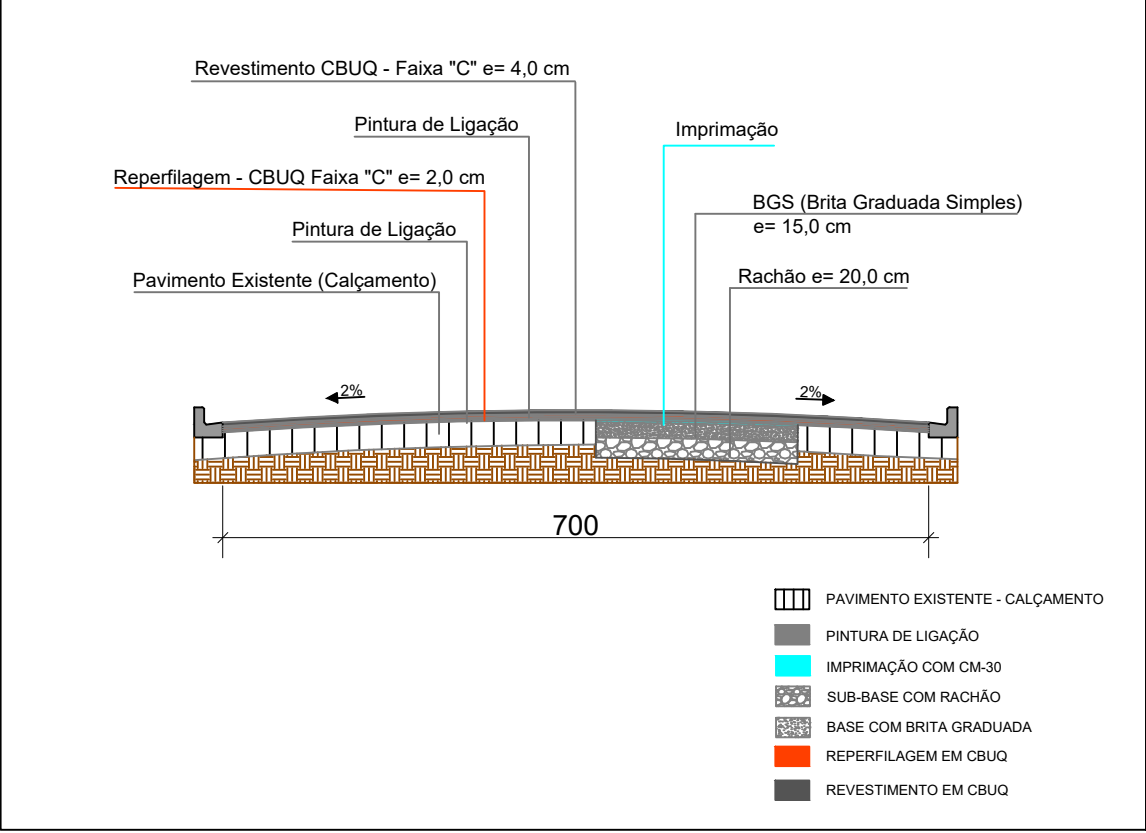 Revestimento CBUQ - Faixa "C" e= 4,0 cm
Pintura de Ligação
Imprimação
Reperfilagem - CBUQ Faixa "C" e= 2,0 cm
BGS (Brita Graduada Simples)
e= 15,0 cm
Pintura de Ligação
Pavimento Existente (Calçamento)
Rachão e= 20,0 cm
2%
2%
700
PAVIMENTO EXISTENTE - CALÇAMENTO
PINTURA DE LIGAÇÃO
IMPRIMAÇÃO COM CM-30
SUB-BASE COM RACHÃO
BASE COM BRITA GRADUADA
REPERFILAGEM EM CBUQ
REVESTIMENTO EM CBUQ